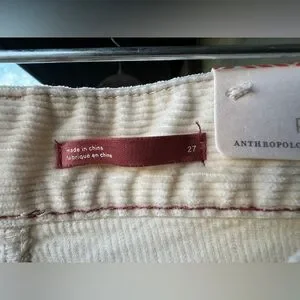 made in china
fabriqué en chine
27
ANTHROPOLO